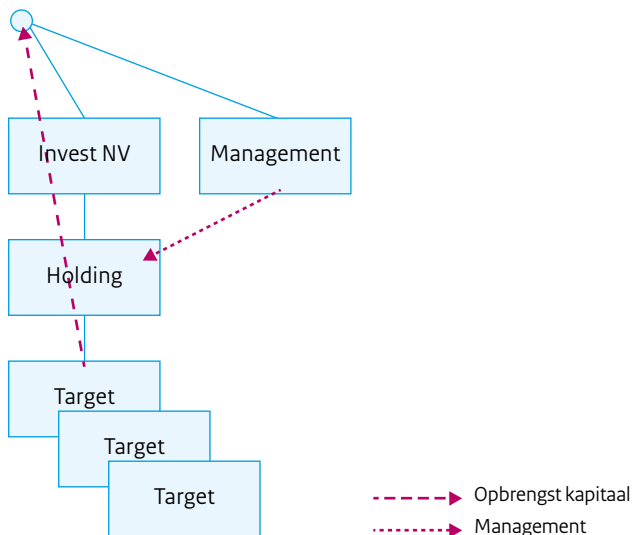 Invest NV
Management
Holding
Target
Target
Target
Opbrengst kapitaal
Management